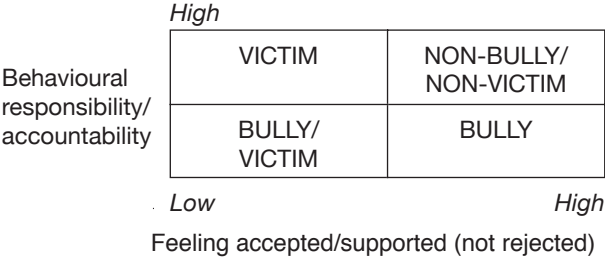 High
VICTIM
NON-BULLY/
NON-VICTIM
Behavioural
responsibility/
accountability
BULLY/
VICTIM
BULLY
Low
High
Feeling accepted/supported (not rejected)